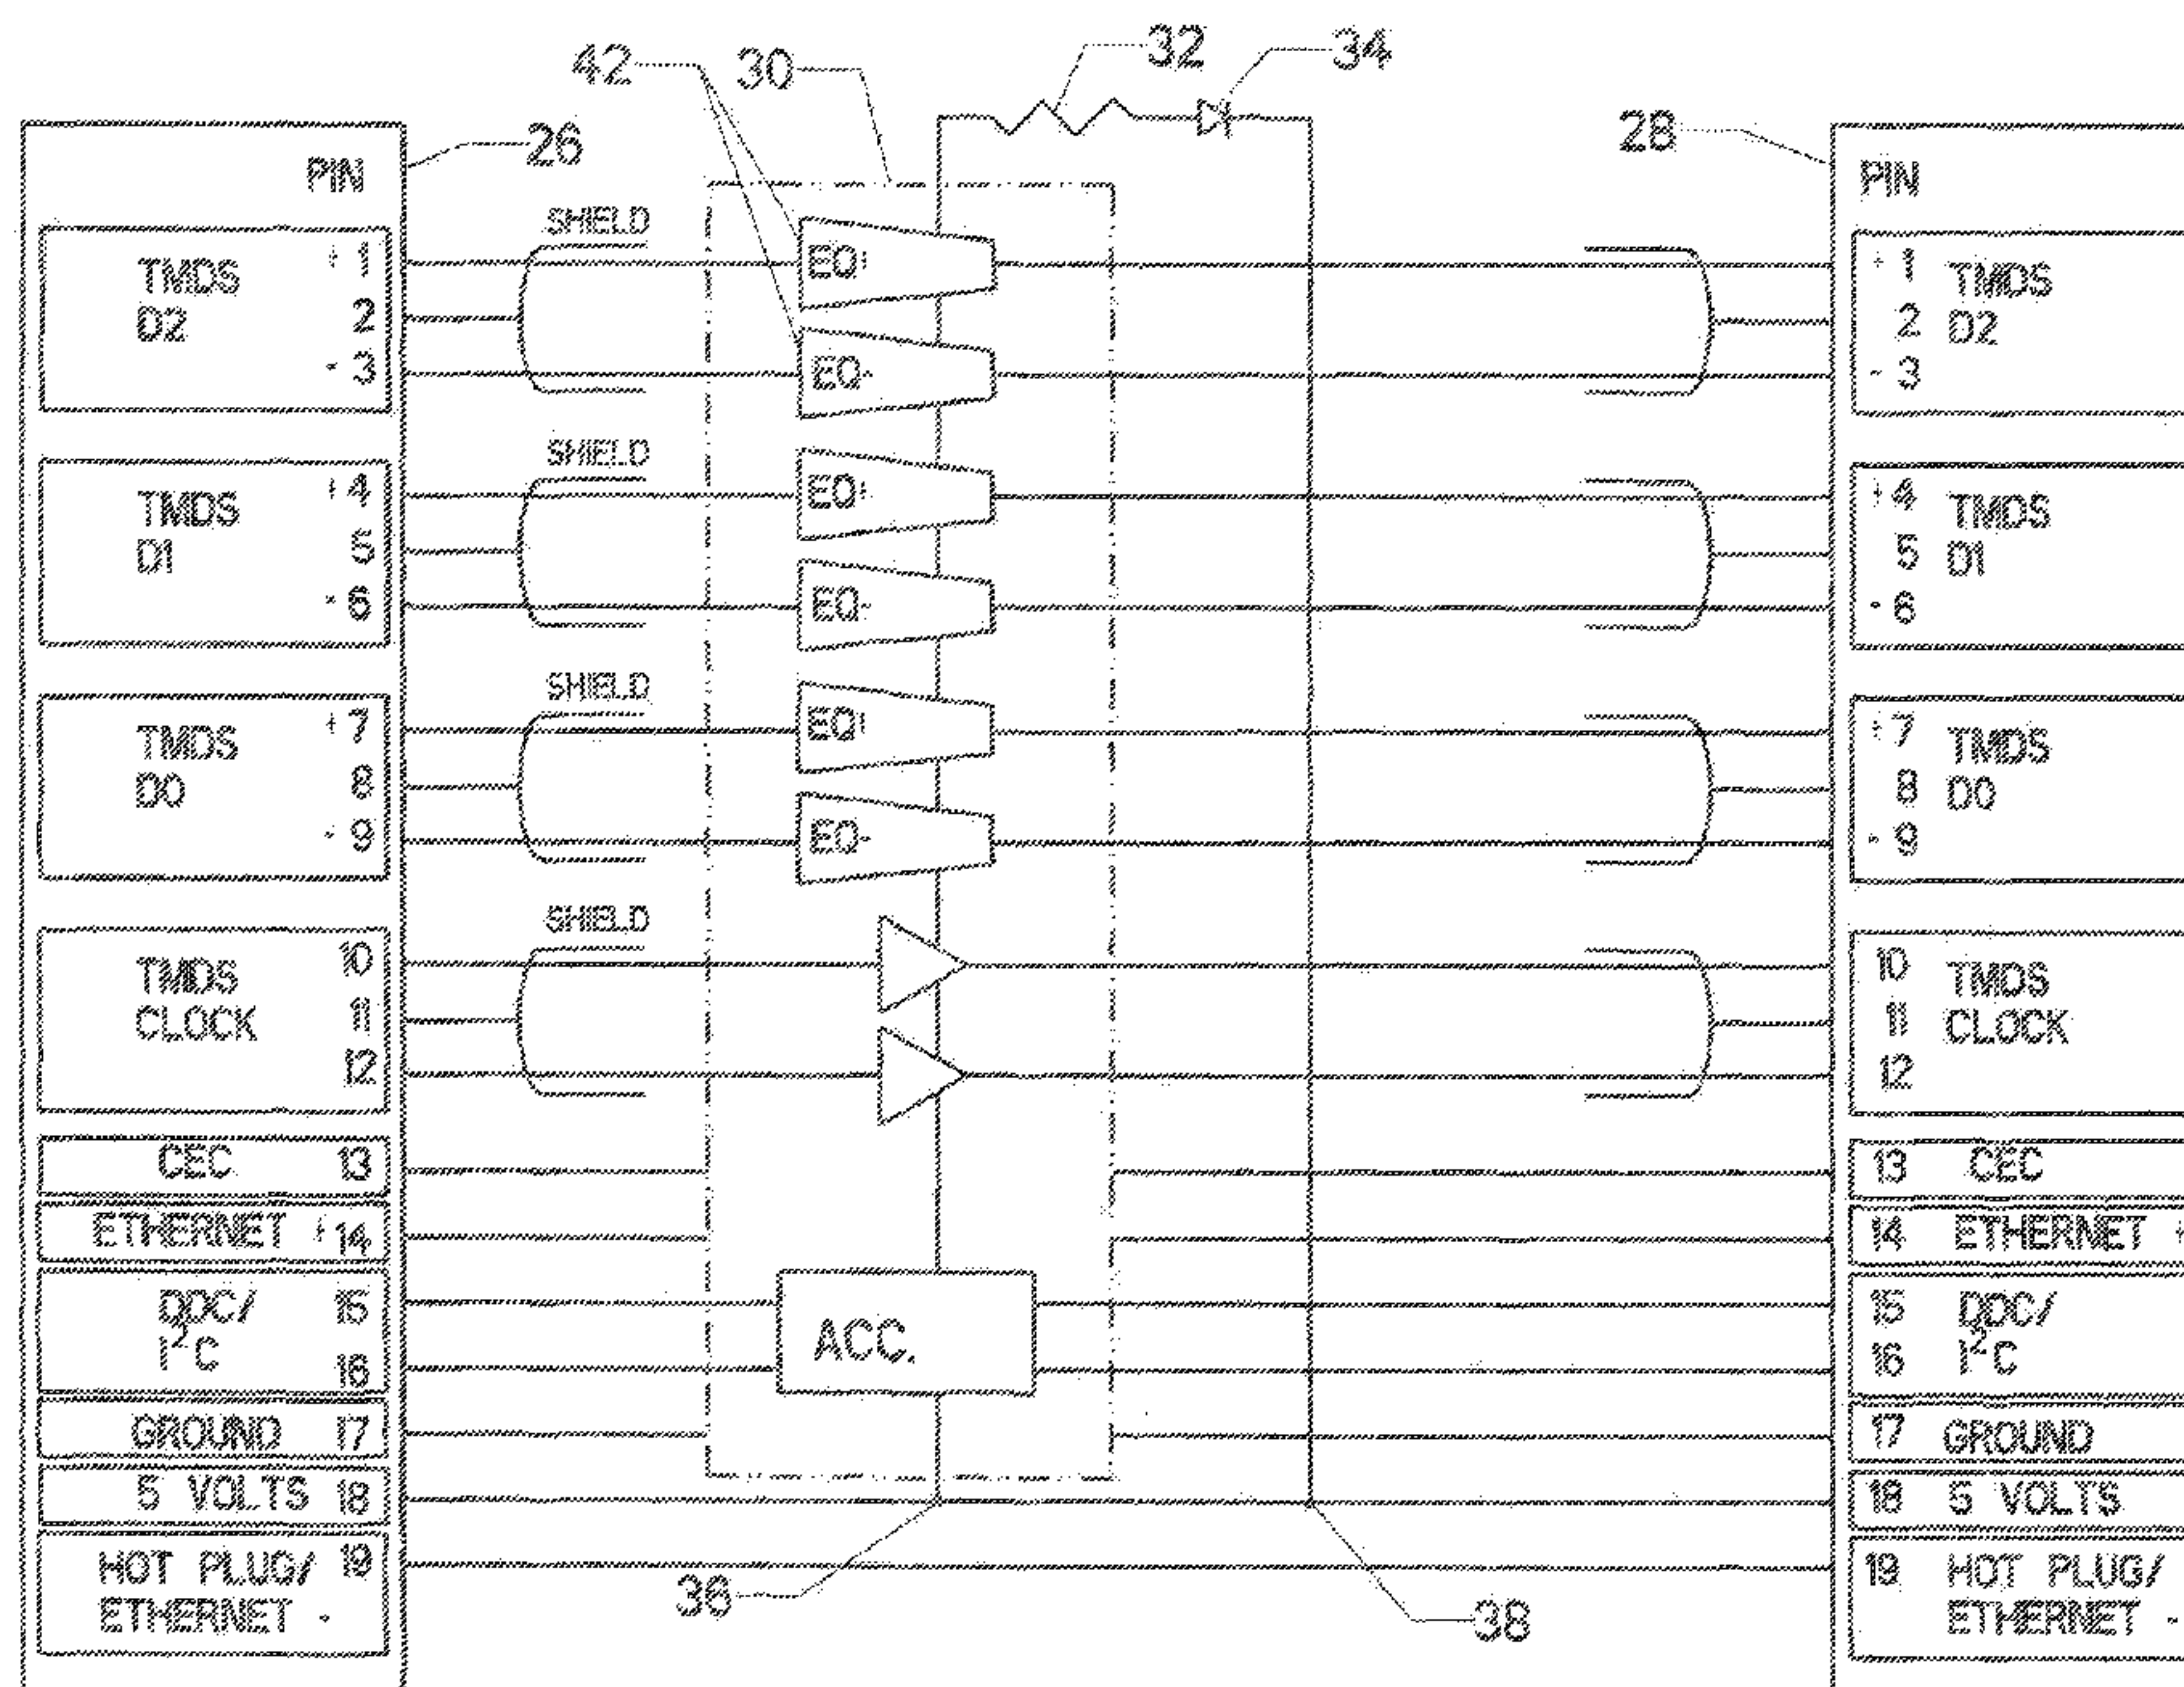 42 30 32 34
26 28
PIN PIN
SHIELD
TMDS + 1 + 1 TMDS
D2 2 2 D2
- 3 - 3
EQ+
EQ-
SHIELD
TMDS + 4 + 4 TMDS
D1 5 5 D1
- 6 - 6
EQ+
EQ-
SHIELD
TMDS + 7 + 7 TMDS
D0 8 8 D0
- 9 - 9
EQ+
EQ-
SHIELD
TMDS 10 10 TMDS
CLOCK 11 11 CLOCK
12 12
CEC 13 13 CEC
ETHERNET + 14 14 ETHERNET +
DDC/ 15 15 DDC/
I²C 16 16 I²C
ACC.
GROUND 17 17 GROUND
5 VOLTS 18 18 5 VOLTS
HOT PLUG/ 19 19 HOT PLUG/
ETHERNET - ETHERNET -
36 38